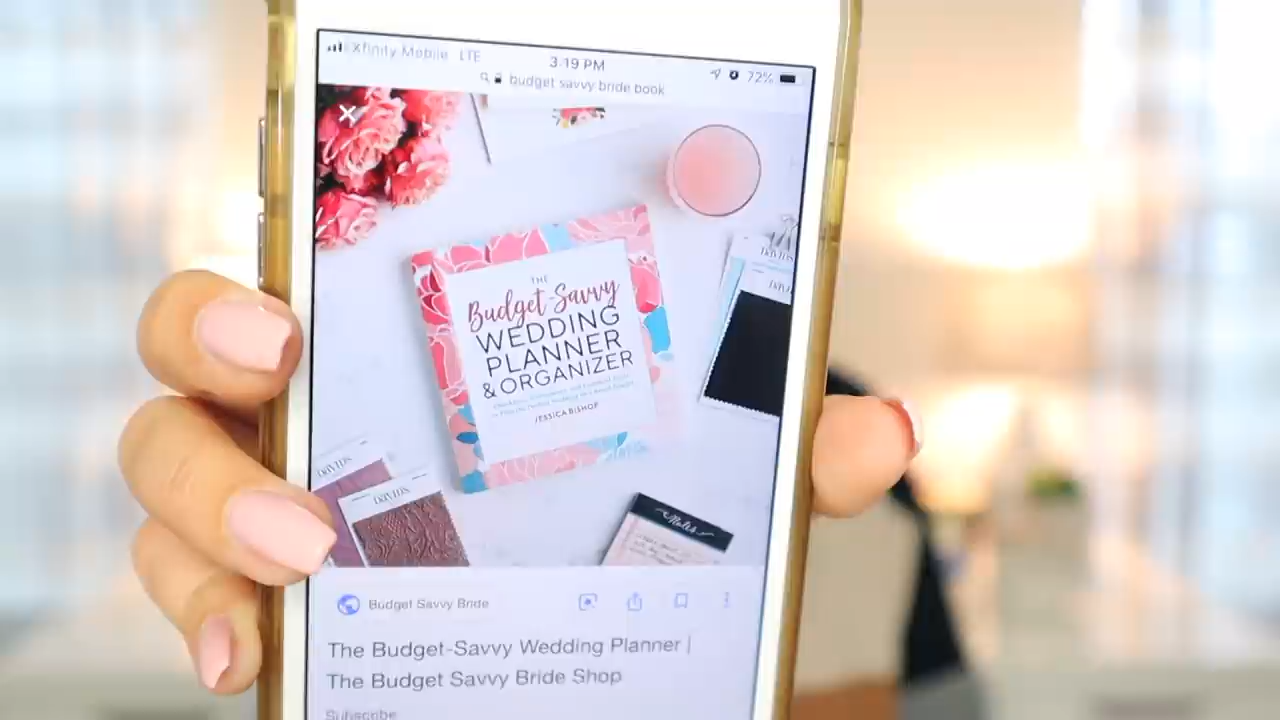 Xfinity Mobile LTE
3:19 PM
72%
budget savvy bride book
THE
Budget-Savvy
WEDDING
PLANNER
& ORGANIZER
JESSICA BISHOP
Notes
Budget Savvy Bride
The Budget-Savvy Wedding Planner |
The Budget Savvy Bride Shop
Subscribe